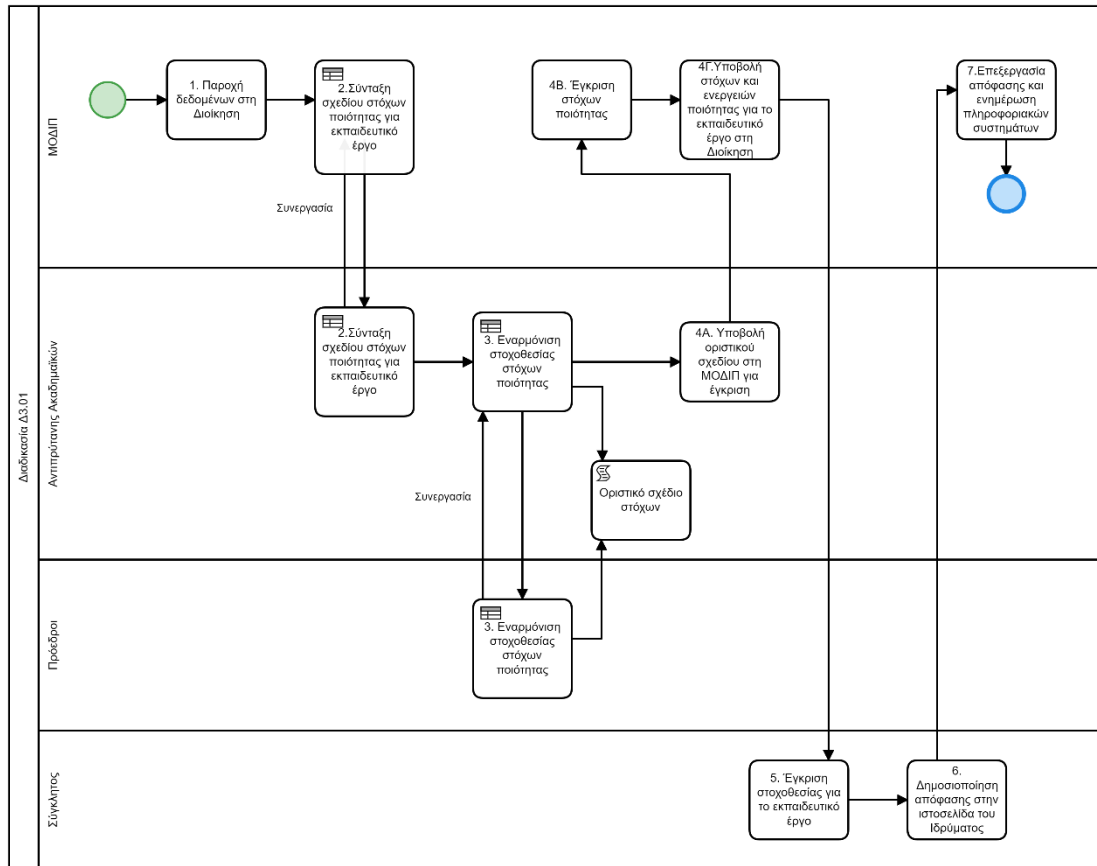 Διαδικασία Δ3.01
ΜΟΔΙΠ
1. Παροχή
δεδομένων στη
Διοίκηση
2.Σύνταξη
σχεδίου στόχων
ποιότητας για
εκπαιδευτικό
έργο
4Β. Έγκριση
στόχων
ποιότητας
4Γ.Υποβολή
στόχων και
ενεργειών
ποιότητας για το
εκπαιδευτικό
έργο στη
Διοίκηση
7.Επεξεργασία
απόφασης και
ενημέρωση
πληροφοριακών
συστημάτων
Συνεργασία
Αντιπρύτανης Ακαδημαϊκών
2.Σύνταξη
σχεδίου στόχων
ποιότητας για
εκπαιδευτικό
έργο
3. Εναρμόνιση
στοχοθεσίας
στόχων
ποιότητας
4Α. Υποβολή
οριστικού
σχεδίου στη
ΜΟΔΙΠ για
έγκριση
Συνεργασία
Οριστικό σχέδιο
στόχων
Πρόεδροι
3. Εναρμόνιση
στοχοθεσίας
στόχων
ποιότητας
Σύγκλητος
5. Έγκριση
στοχοθεσίας για
το εκπαιδευτικό
έργο
6.
Δημοσιοποίηση
απόφασης στην
ιστοσελίδα του
Ιδρύματος